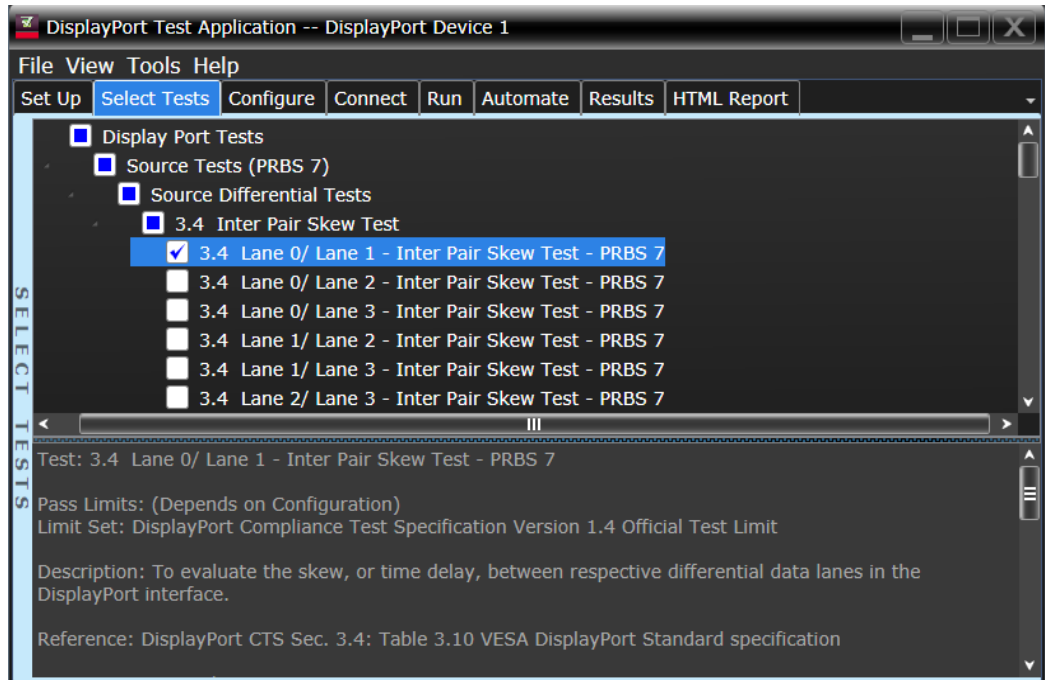 DisplayPort Test Application -- DisplayPort Device 1
File View Tools Help
Set Up Select Tests Configure Connect Run Automate Results HTML Report
Display Port Tests
Source Tests (PRBS 7)
Source Differential Tests
3.4 Inter Pair Skew Test
3.4 Lane 0/ Lane 1 - Inter Pair Skew Test - PRBS 7
3.4 Lane 0/ Lane 2 - Inter Pair Skew Test - PRBS 7
3.4 Lane 0/ Lane 3 - Inter Pair Skew Test - PRBS 7
3.4 Lane 1/ Lane 2 - Inter Pair Skew Test - PRBS 7
3.4 Lane 1/ Lane 3 - Inter Pair Skew Test - PRBS 7
3.4 Lane 2/ Lane 3 - Inter Pair Skew Test - PRBS 7
SELECT TESTS
Test: 3.4 Lane 0/ Lane 1 - Inter Pair Skew Test - PRBS 7
Pass Limits: (Depends on Configuration)
Limit Set: DisplayPort Compliance Test Specification Version 1.4 Official Test Limit
Description: To evaluate the skew, or time delay, between respective differential data lanes in the
DisplayPort interface.
Reference: DisplayPort CTS Sec. 3.4: Table 3.10 VESA DisplayPort Standard specification